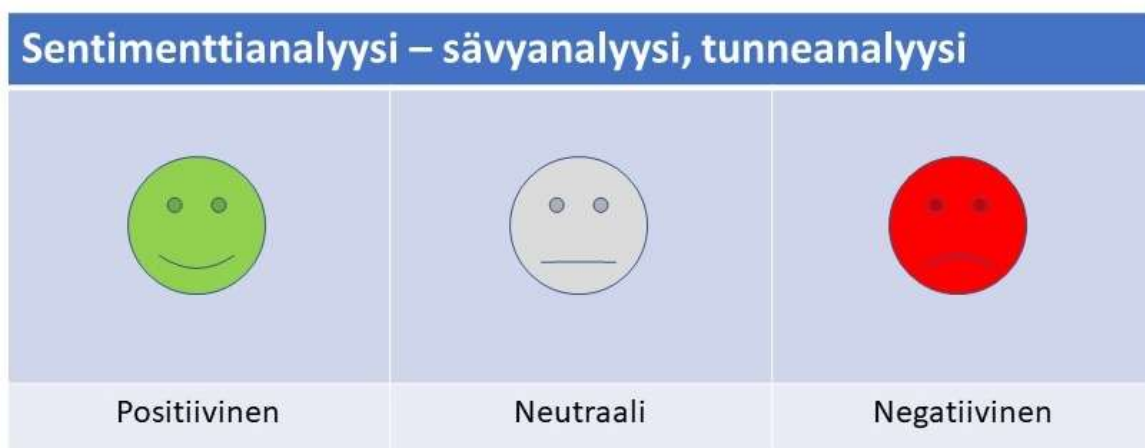 Sentimenttianalyysi – sävyanalyysi, tunneanalyysi
Positiivinen
Neutraali
Negatiivinen